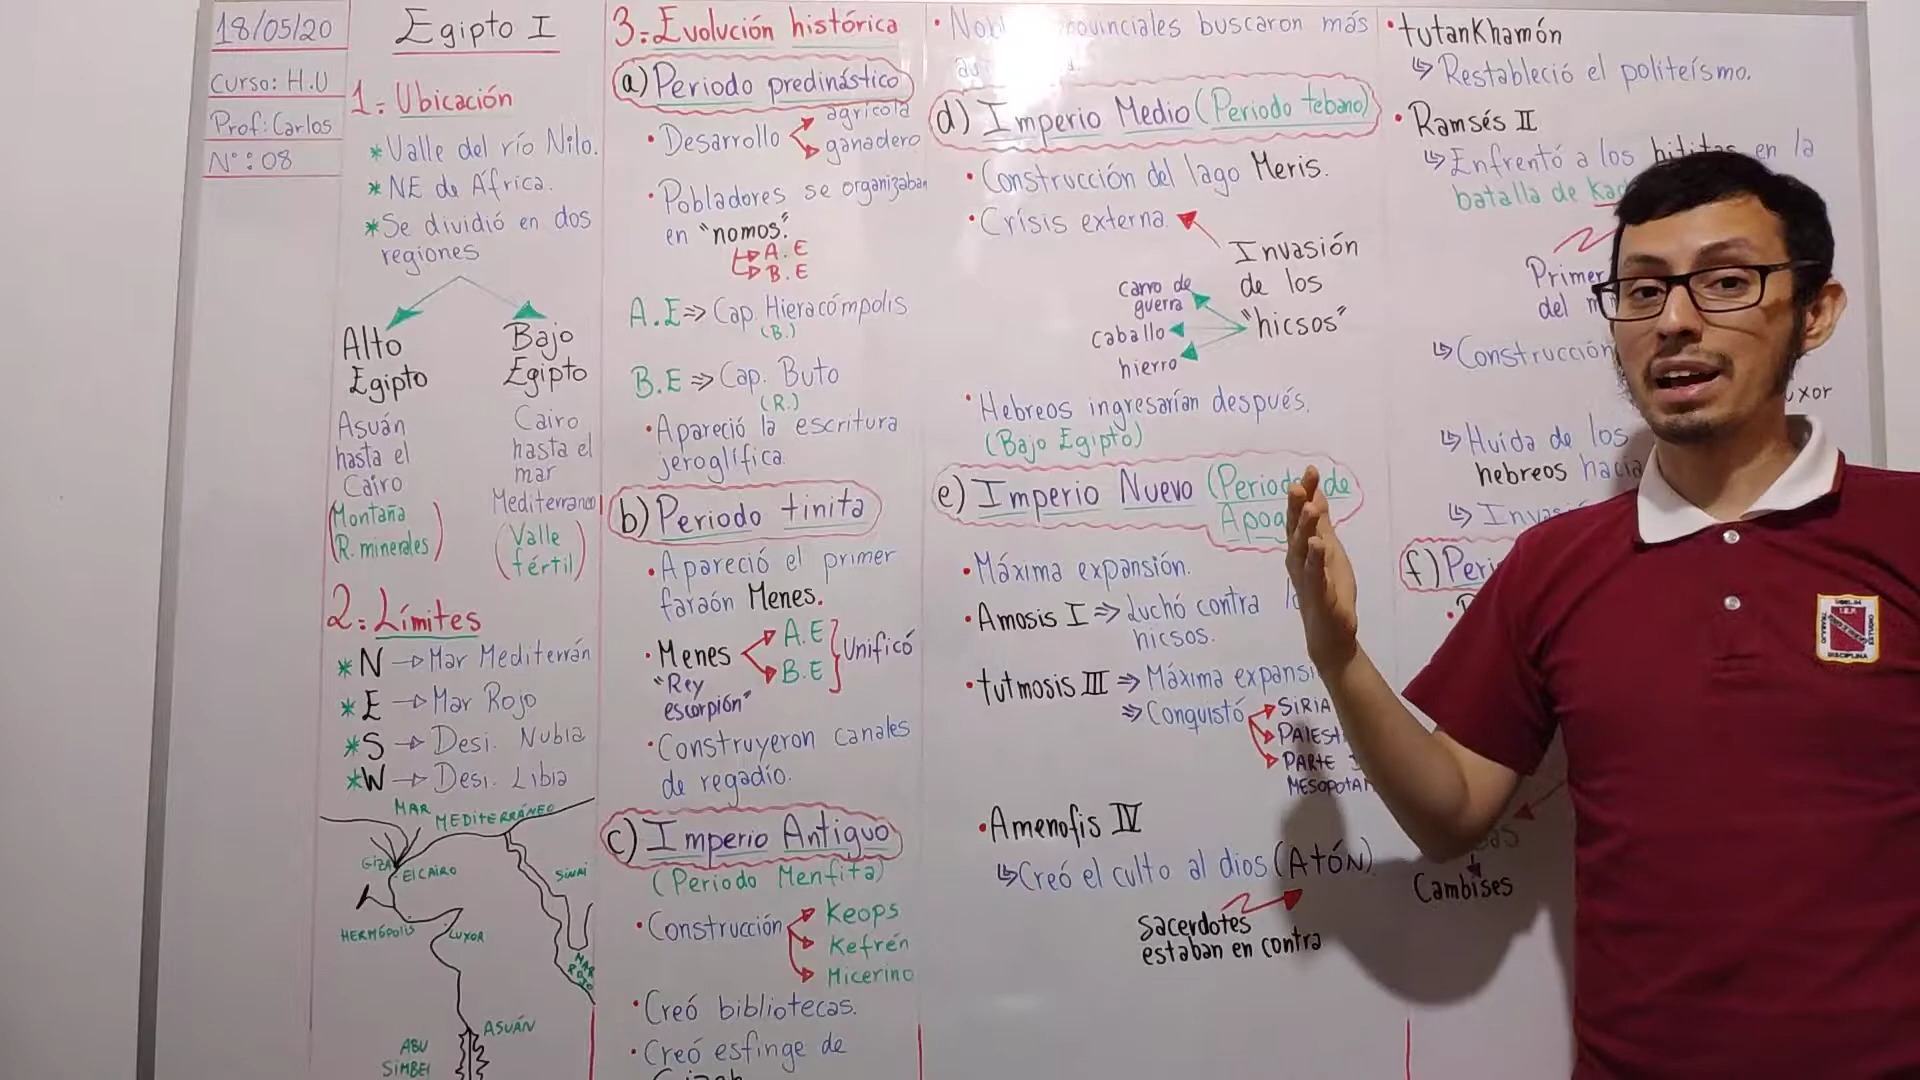 18/05/20
Curso: H.U
Prof: Carlos
N°: 08
Egipto I
1. Ubicación
* Valle del río Nilo.
* NE de África.
* Se dividió en dos
regiones
Alto
Egipto
Asuán
hasta el
Cairo
(Montaña
R. minerales)
Bajo
Egipto
Cairo
hasta el
mar
Mediterraneo
(Valle
fértil)
2. Límites
* N → Mar Mediterrán
* E → Mar Rojo
* S → Desi. Nubia
* W → Desi. Libia
MAR
MEDITERRÁNEO
GIZA
El CAIRO
SINAI
HERMÓPOLIS
LUXOR
MAR
ROJO
ASUÁN
ABU
SIMBEl
3. Evolución histórica
a) Periodo predinástico
• Desarrollo
agrícola
ganadero
• Pobladores se organizaban
en "nomos."
A.E
B.E
A.E ⇒ Cap. Hieracómpolis
(B.)
B.E ⇒ Cap. Buto
(R.)
• Apareció la escritura
jeroglífica.
b) Periodo tinita
• Apareció el primer
faraón Menes.
• Menes
"Rey
escorpión"
A.E
B.E
Unificó
• Construyeron canales
de regadío.
c) Imperio Antiguo
(Periodo Menfita)
• Construcción
Keops
Kefrén
Micerino
• Creó bibliotecas.
• Creó esfinge de
• buscaron más
d) Imperio Medio (Periodo tebano)
• Construcción del lago Meris.
• Crísis externa.
Invasión
de los
"hicsos"
carro de
guerra
caballo
hierro
• Hebreos ingresarían después.
(Bajo Egipto)
e) Imperio Nuevo (Periodo de
• Máxima expansión.
• Amosis I ⇒ Luchó contra
hicsos.
• tutmosis III ⇒ Máxima
⇒ Conquistó
SIRIA
PARTE
• Amenofis IV
↳ Creó el culto al dios (ATÓN)
sacerdotes
estaban en contra
• tutanKhamón
↳ Restableció el politeísmo.
• Ramsés II
↳ Enfrentó a los hititas en la
batalla de
Primer
del
↳ Construcción
↳ Huida de los
hebreos hacia
↳
f)
Cambises